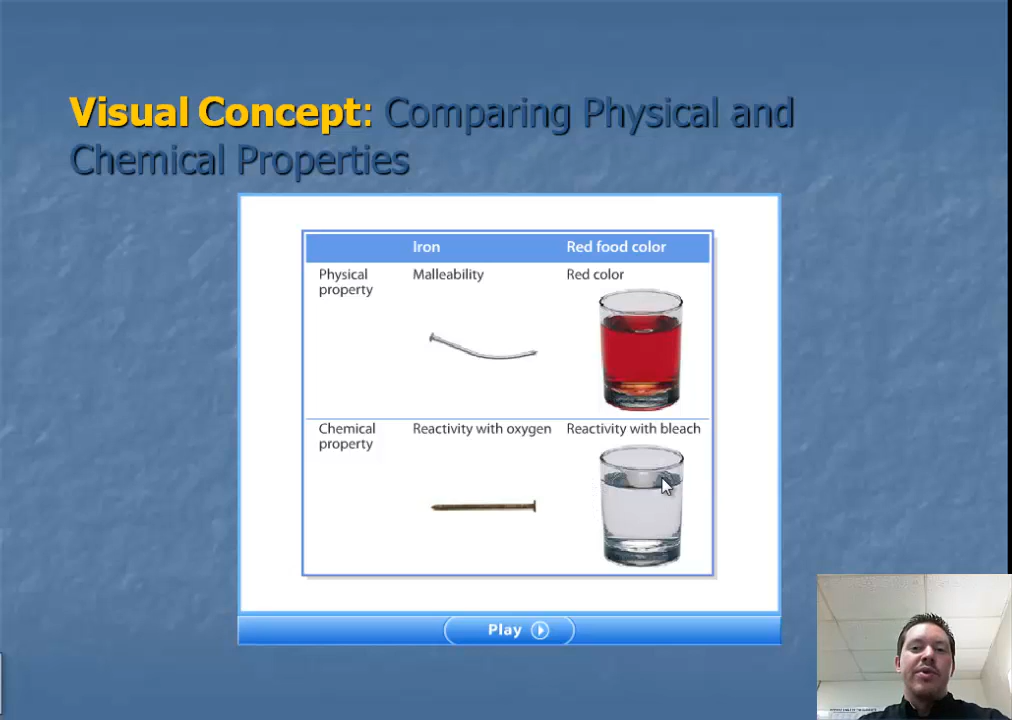 Visual Concept: Comparing Physical and
Chemical Properties
Iron Red food color
Physical property Malleability Red color
Chemical property Reactivity with oxygen Reactivity with bleach
Play